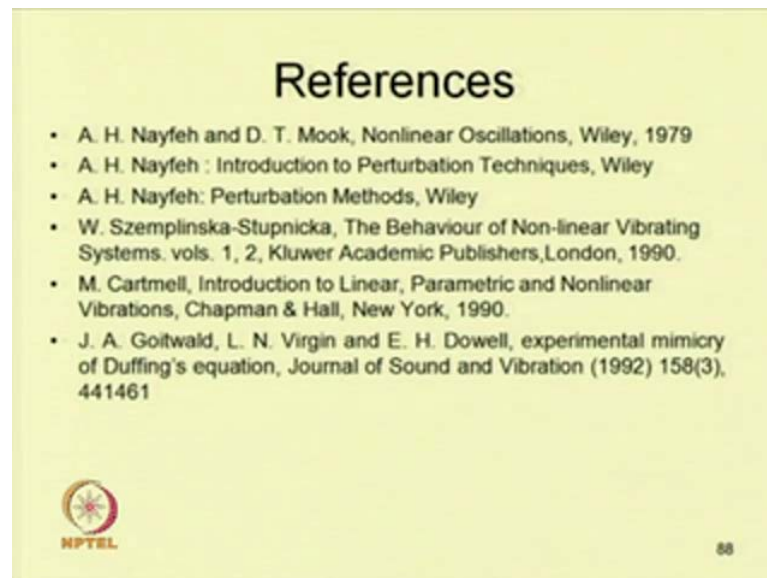 References
• A. H. Nayfeh and D. T. Mook, Nonlinear Oscillations, Wiley, 1979
• A. H. Nayfeh : Introduction to Perturbation Techniques, Wiley
• A. H. Nayfeh: Perturbation Methods, Wiley
• W. Szemplinska-Stupnicka, The Behaviour of Non-linear Vibrating
Systems. vols. 1, 2, Kluwer Academic Publishers,London, 1990.
• M. Cartmell, Introduction to Linear, Parametric and Nonlinear
Vibrations, Chapman & Hall, New York, 1990.
• J. A. Goitwald, L. N. Virgin and E. H. Dowell, experimental mimicry
of Duffing's equation, Journal of Sound and Vibration (1992) 158(3),
441461
NPTEL
88